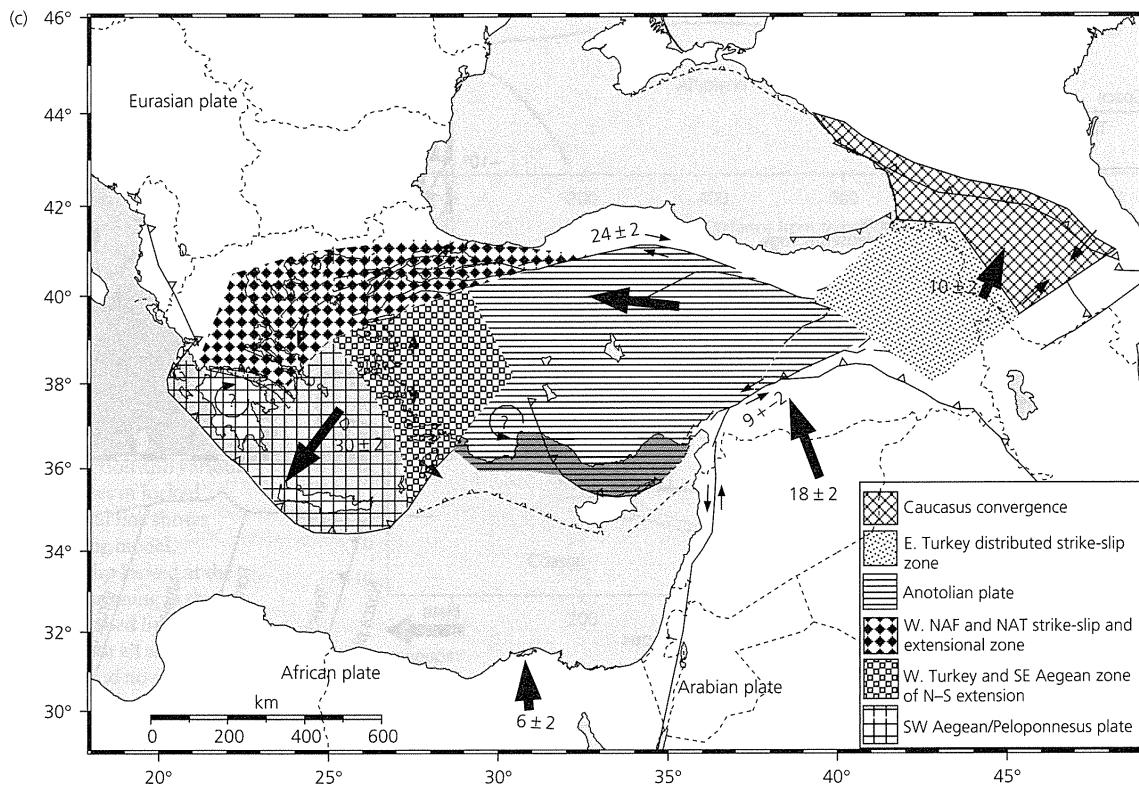 (c)
46°
44°
42°
40°
38°
36°
34°
32°
30°
Eurasian plate
24 ± 2
10 ± 2
?
30 ± 2
?
9 + 2
18 ± 2
African plate
6 ± 2
Arabian plate
km
0 200 400 600
20° 25° 30° 35° 40° 45°
Caucasus convergence
E. Turkey distributed strike-slip
zone
Anotolian plate
W. NAF and NAT strike-slip and
extensional zone
W. Turkey and SE Aegean zone
of N–S extension
SW Aegean/Peloponnesus plate